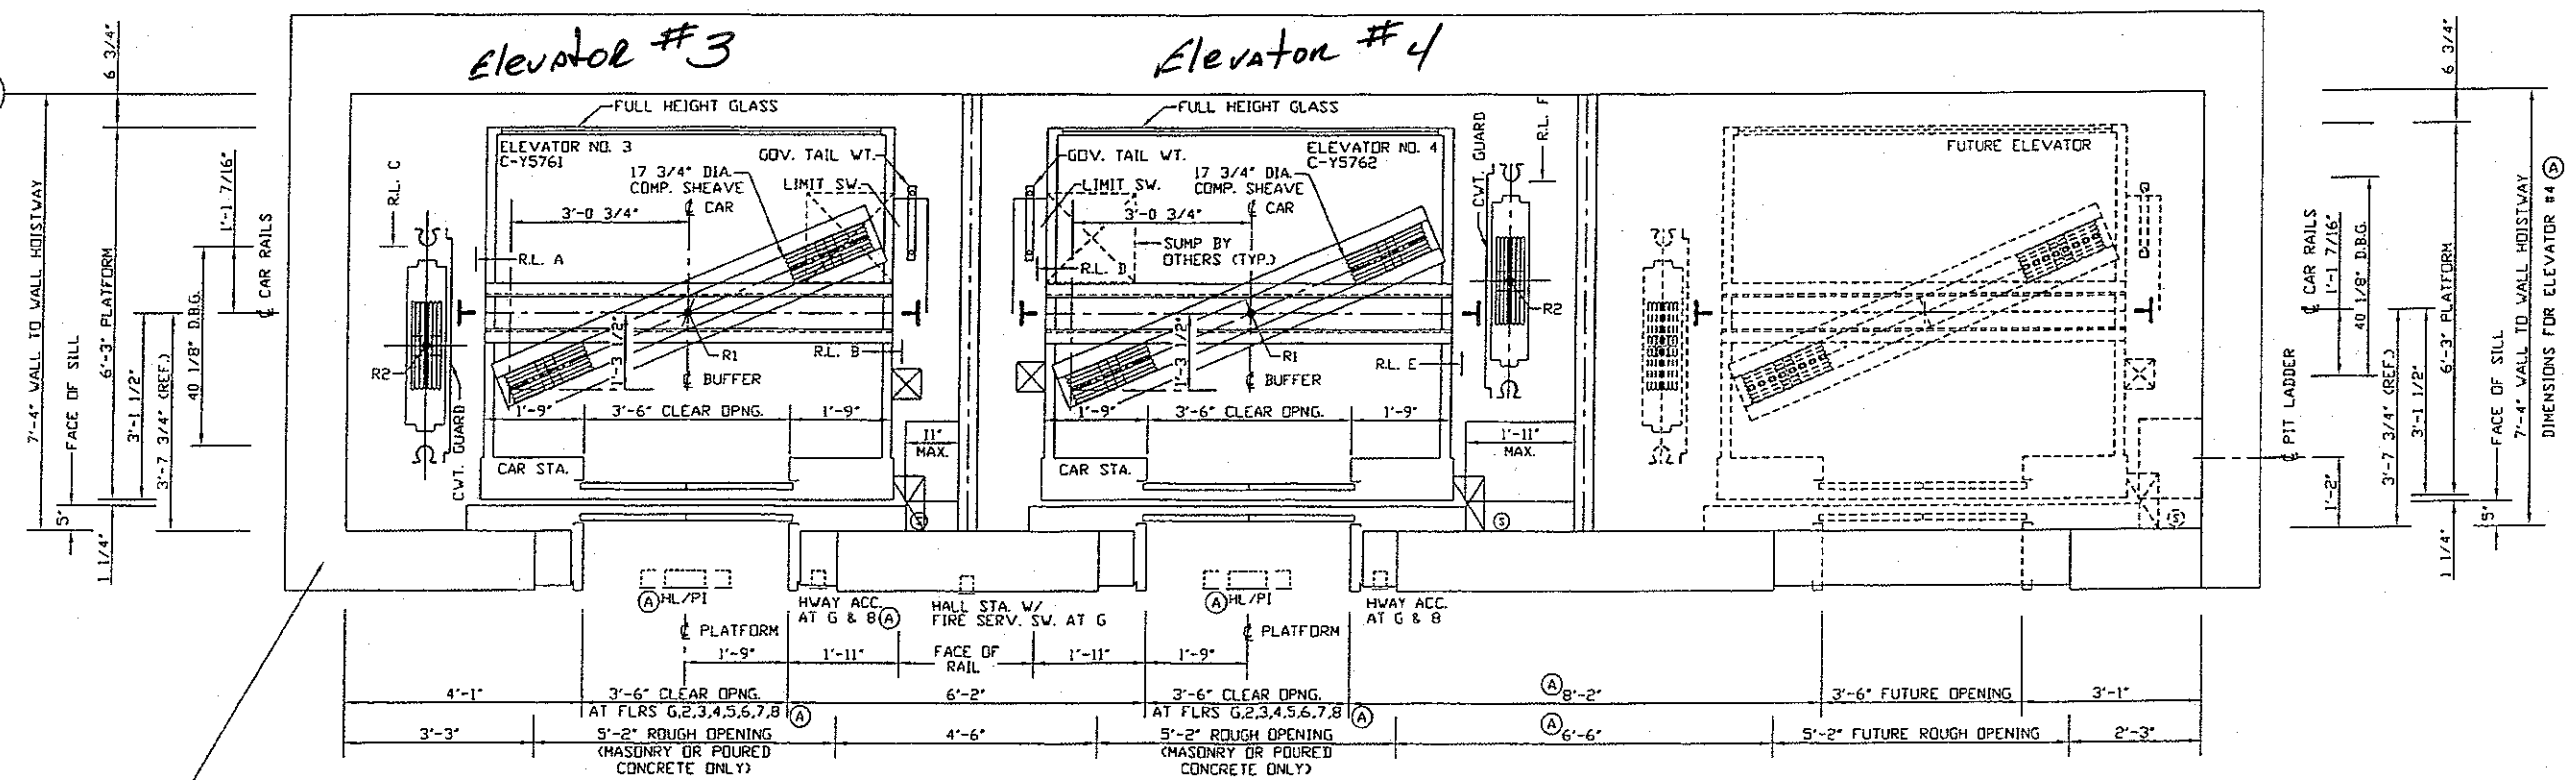 Elevator #3
Elevator #4
6 3/4"
7'-4" WALL TO WALL HOISTWAY
FACE OF SILL
5"
6'-3" PLATFORM
1 1/4"
3'-1 1/2"
3'-7 3/4" (REF.)
40 1/8" D.B.G.
1'-1 7/16"
℄ CAR RAILS
R.L. C
R2
CWT. GUARD
FULL HEIGHT GLASS
ELEVATOR NO. 3
C-Y5761
GOV. TAIL WT.
17 3/4" DIA.
COMP. SHEAVE
LIMIT SW.
3'-0 3/4"
℄ CAR
R.L. A
R1
R.L. B
1'-3 1/2"
℄ BUFFER
1'-9"
3'-6" CLEAR OPNG.
1'-9"
11"
MAX.
CAR STA.
S
FULL HEIGHT GLASS
GOV. TAIL WT.
ELEVATOR NO. 4
C-Y5762
17 3/4" DIA.
COMP. SHEAVE
LIMIT SW.
3'-0 3/4"
℄ CAR
SUMP BY
OTHERS (TYP.)
R.L. D
R1
R.L. E
1'-3 1/2"
℄ BUFFER
1'-9"
3'-6" CLEAR OPNG.
1'-9"
1'-11"
MAX.
CAR STA.
S
CWT. GUARD
R.L. F
R2
FUTURE ELEVATOR
S
6 3/4"
℄ CAR RAILS
1'-1 7/16"
40 1/8" D.B.G.
℄ PIT LADDER
1'-2"
3'-7 3/4" (REF.)
3'-1 1/2"
6'-3" PLATFORM
1 1/4"
FACE OF SILL
5"
7'-4" WALL TO WALL HOISTWAY
DIMENSIONS FOR ELEVATOR #4 A
A HL/PI
HWAY ACC.
AT G & 8 A
HALL STA. W/
FIRE SERV. SW. AT G
A HL/PI
HWAY ACC.
AT G & 8
℄ PLATFORM
℄ PLATFORM
1'-9"
1'-11"
FACE OF
RAIL
1'-11"
1'-9"
4'-1"
3'-6" CLEAR OPNG.
AT FLRS G,2,3,4,5,6,7,8 A
6'-2"
3'-6" CLEAR OPNG.
AT FLRS G,2,3,4,5,6,7,8 A
A 8'-2"
3'-6" FUTURE OPENING
3'-1"
3'-3"
5'-2" ROUGH OPENING
(MASONRY OR POURED
CONCRETE ONLY)
4'-6"
5'-2" ROUGH OPENING
(MASONRY OR POURED
CONCRETE ONLY)
A 6'-6"
5'-2" FUTURE ROUGH OPENING
2'-3"